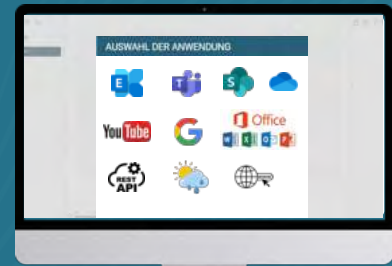 AUSWAHL DER ANWENDUNG
E
T
S
YouTube
G
Office
W X O P
REST
API